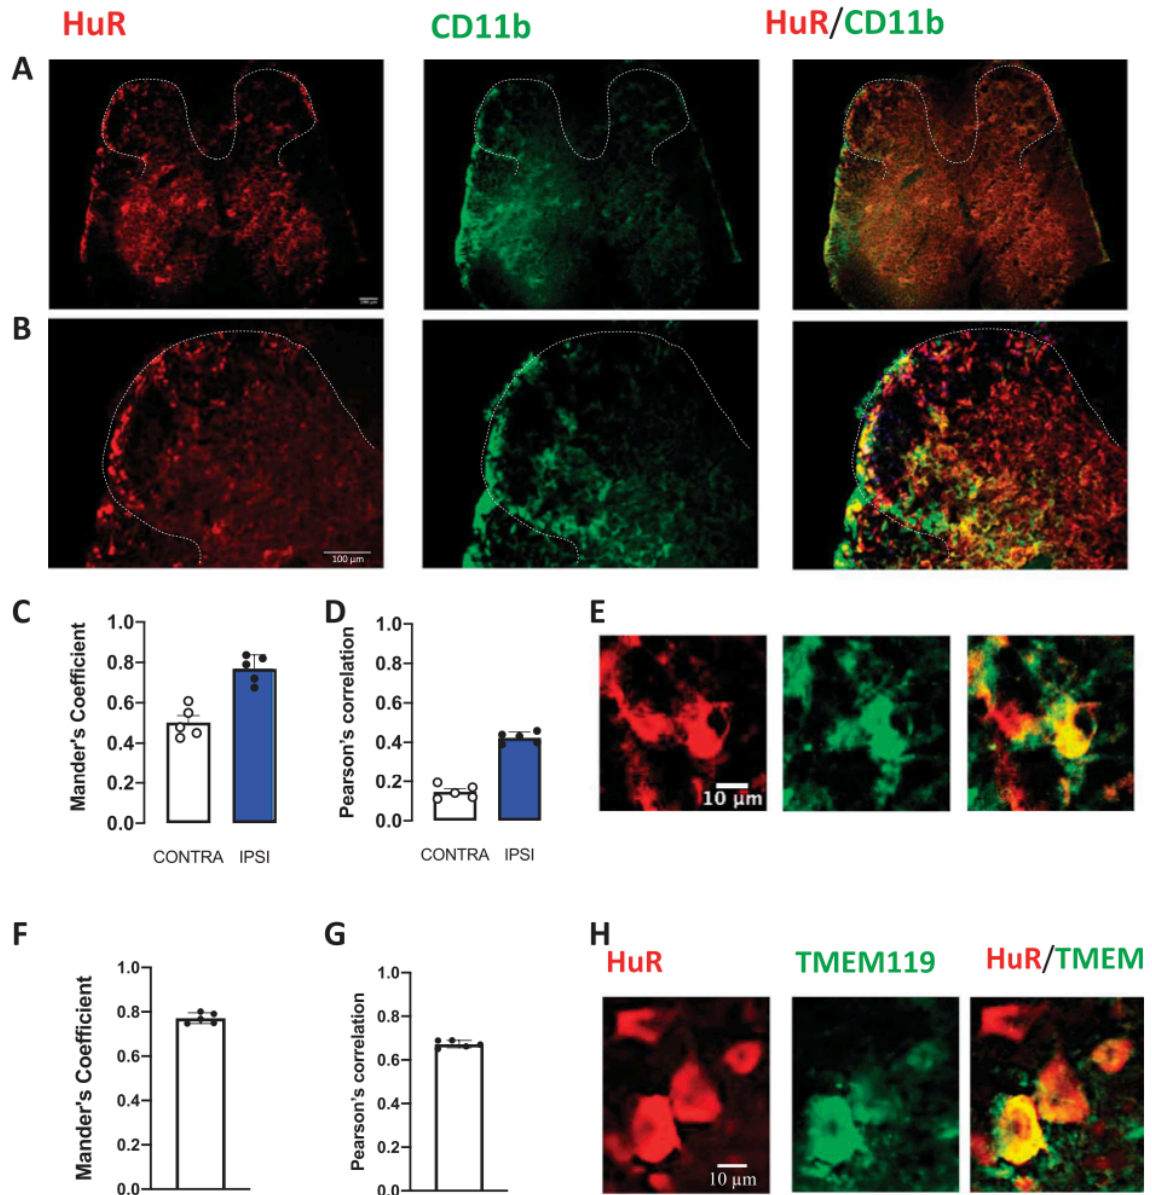 HuR CD11b HuR/CD11b
A
B
100 µm
C D E
Mander's Coefficient
1.0
0.8
0.6
0.4
0.2
0.0
CONTRA IPSI
Pearson's correlation
1.0
0.8
0.6
0.4
0.2
0.0
CONTRA IPSI
10 µm
F G H
Mander's Coefficient
1.0
0.8
0.6
0.4
0.2
0.0
Pearson's correlation
1.0
0.8
0.6
0.4
0.2
0.0
HuR TMEM119 HuR/TMEM
10 µm